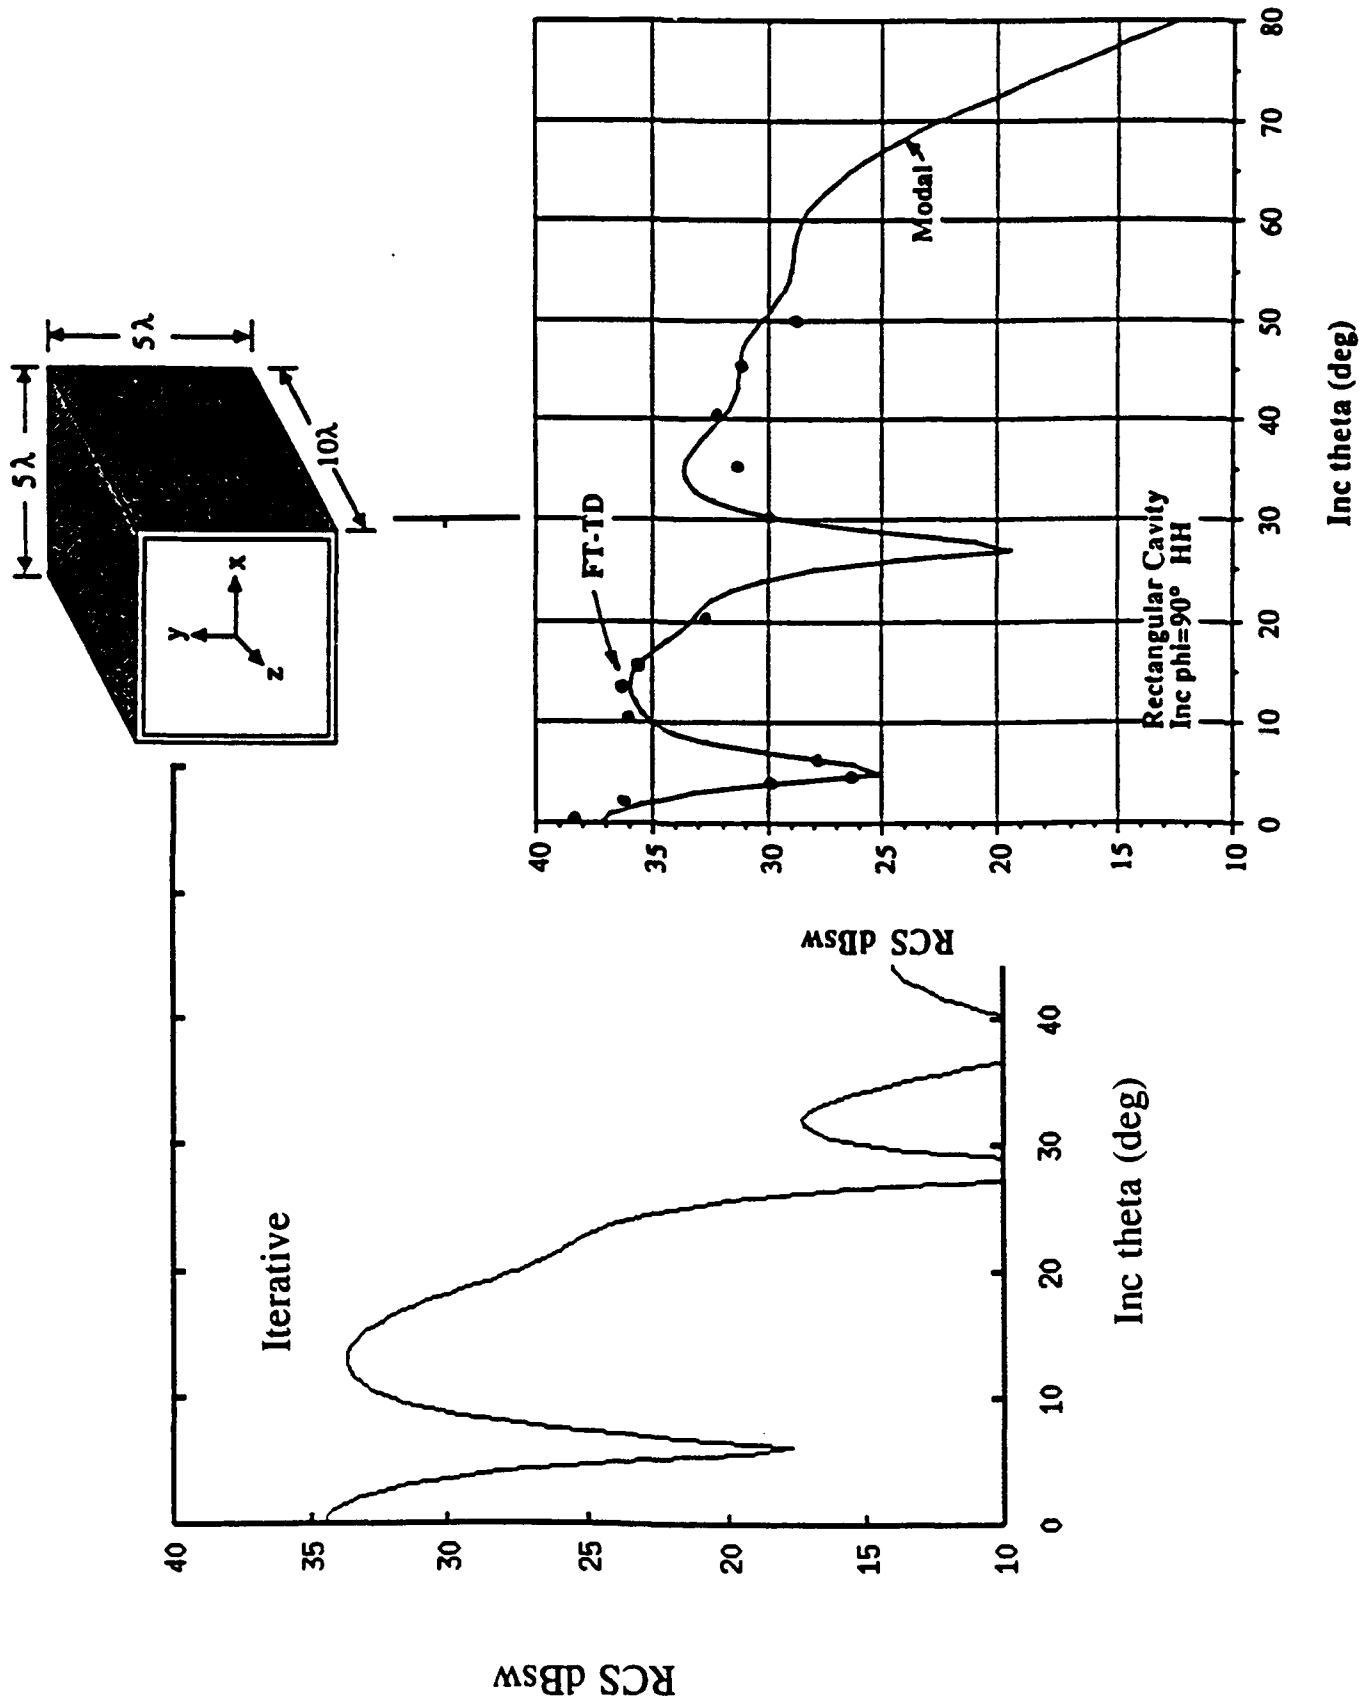 5λ
5λ
10λ
y
x
z
Iterative
RCS dBsw
40
35
30
25
20
15
10
0
10
20
30
40
Inc theta (deg)
FT-TD
Modal
Rectangular Cavity
Inc phi=90° HH
RCS dBsw
40
35
30
25
20
15
10
0
10
20
30
40
50
60
70
80
Inc theta (deg)